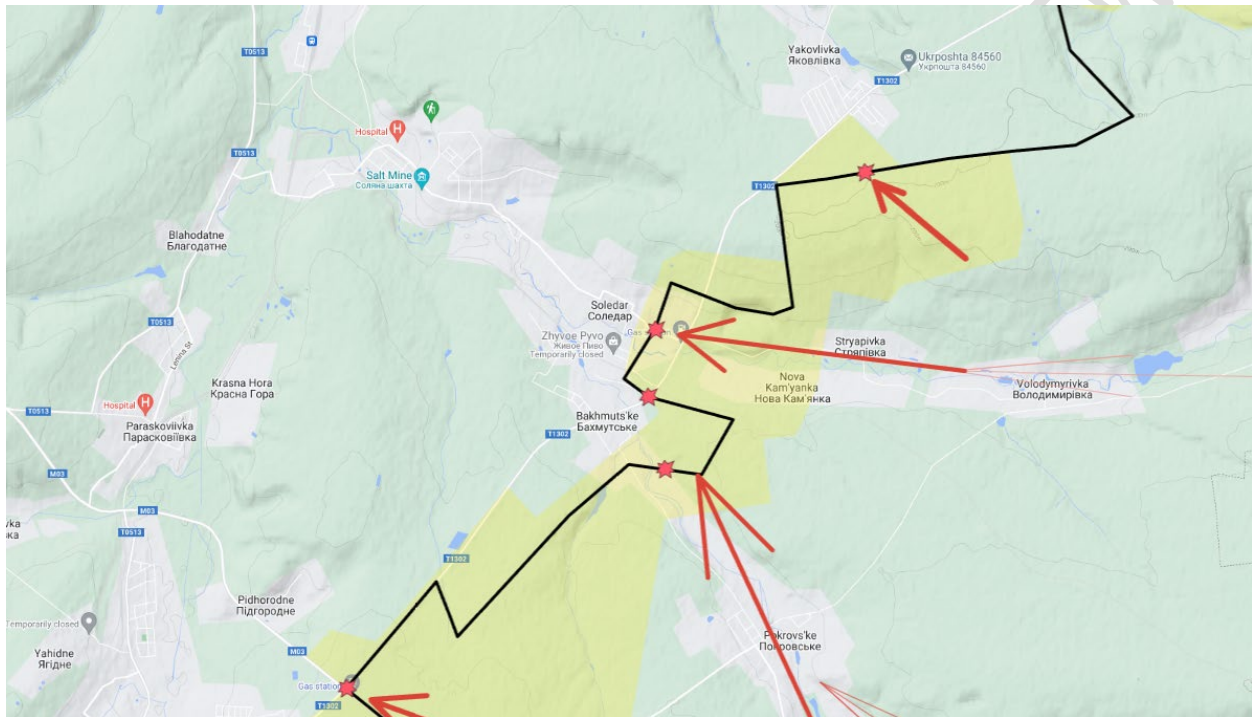 T0513
Yakovlivka
Яковлівка
Ukrposhta 84560
Укрпошта 84560
T1302
Hospital
T0513
Salt Mine
Соляна шахта
T1302
Blahodatne
Благодатне
Soledar
Соледар
T0513
Zhyvoe Pyvo
Живое Пиво
Temporarily closed
Stryapivka
Стряпівка
Lenina St
Krasna Hora
Красна Гора
Nova
Kam'yanka
Нова Кам'янка
Volodymyrivka
Володимирівка
Hospital
T0513
Bakhmuts'ke
Бахмутське
Paraskoviivka
Парасковіївка
T1302
M03
M03
T0513
T1302
Pidhorodne
Підгородне
Temporarily closed
Pokrovs'ke
Покровське
Yahidne
Ягідне
M03
Gas station
T1302